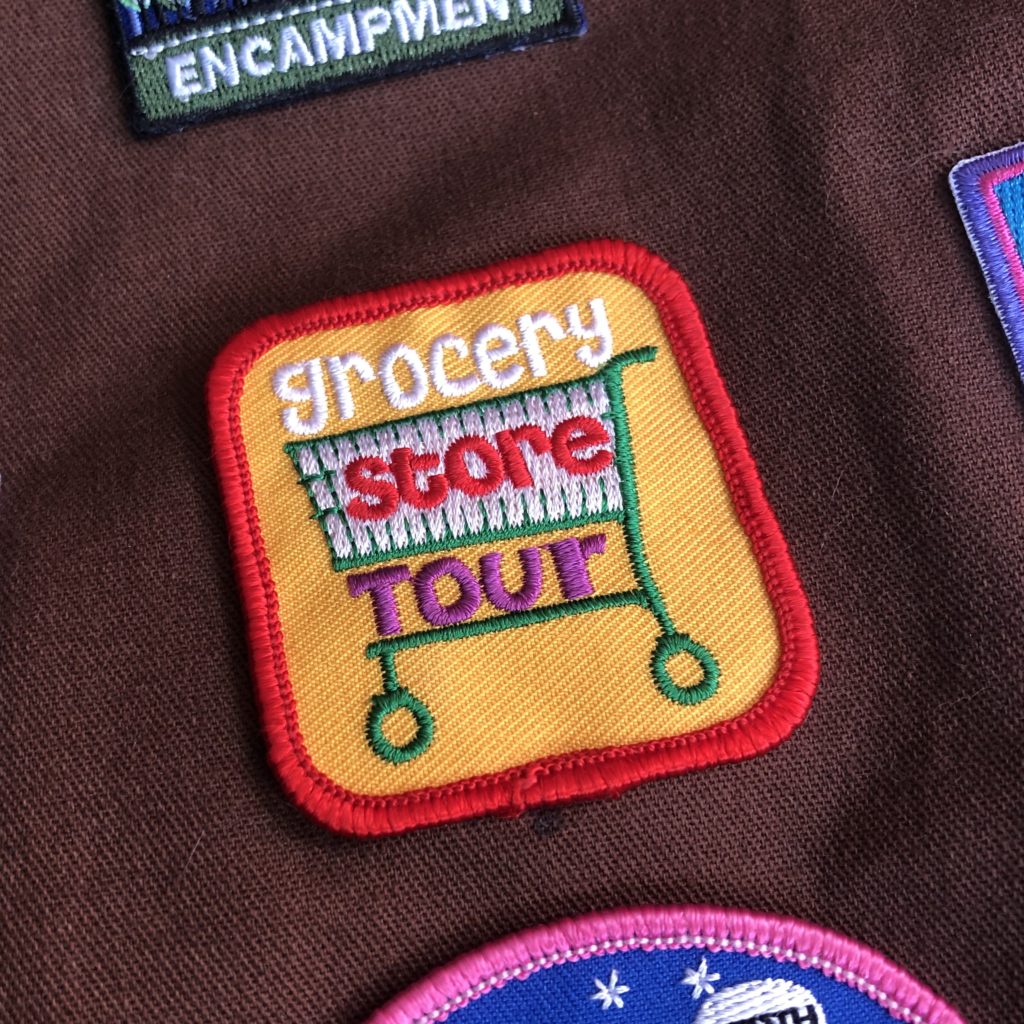 ENCAMPMENT
grocery
store
Tour